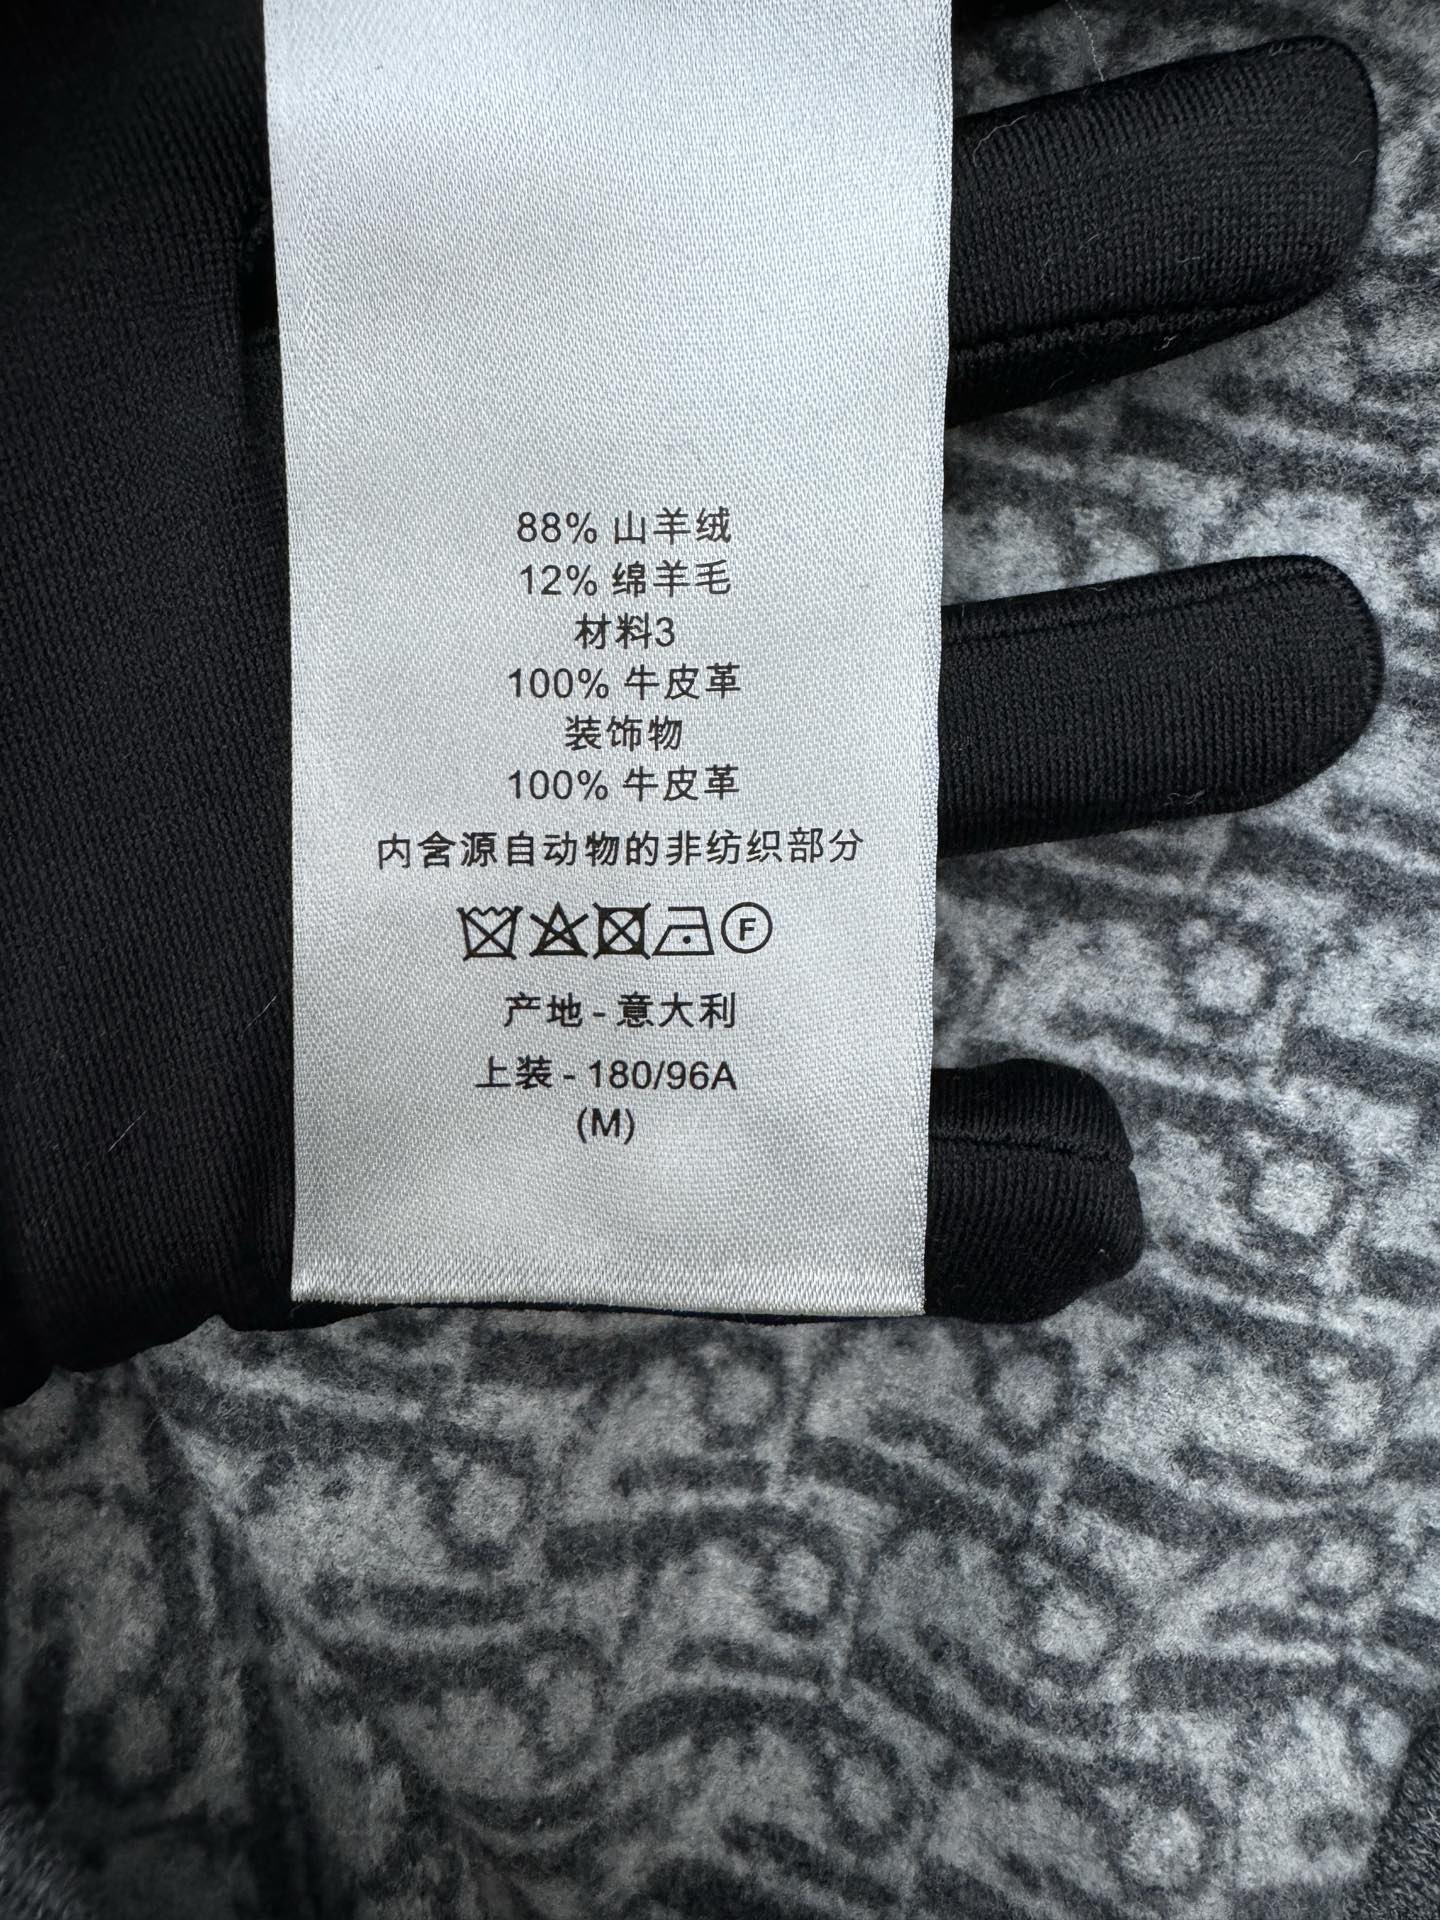 88% 山羊绒
12% 绵羊毛
材料3
100% 牛皮革
装饰物
100% 牛皮革
内含源自动物的非纺织部分
F
产地 - 意大利
上装 - 180/96A
(M)